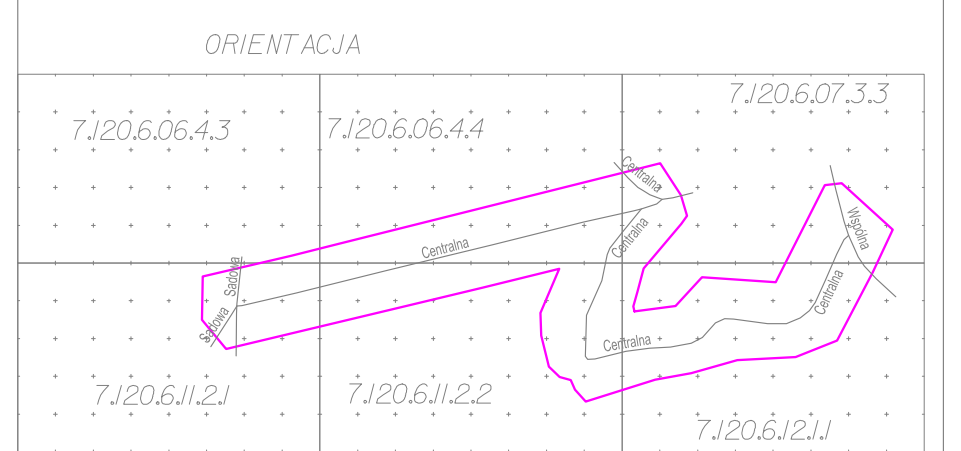 ORIENTACJA
7.120.6.07.3.3
7.120.6.06.4.3
7.120.6.06.4.4
Centralna
Wspólna
Centralna
Centralna
Sadowa
Centralna
Sadowa
Centralna
7.120.6.11.2.1
7.120.6.11.2.2
7.120.6.12.1.1